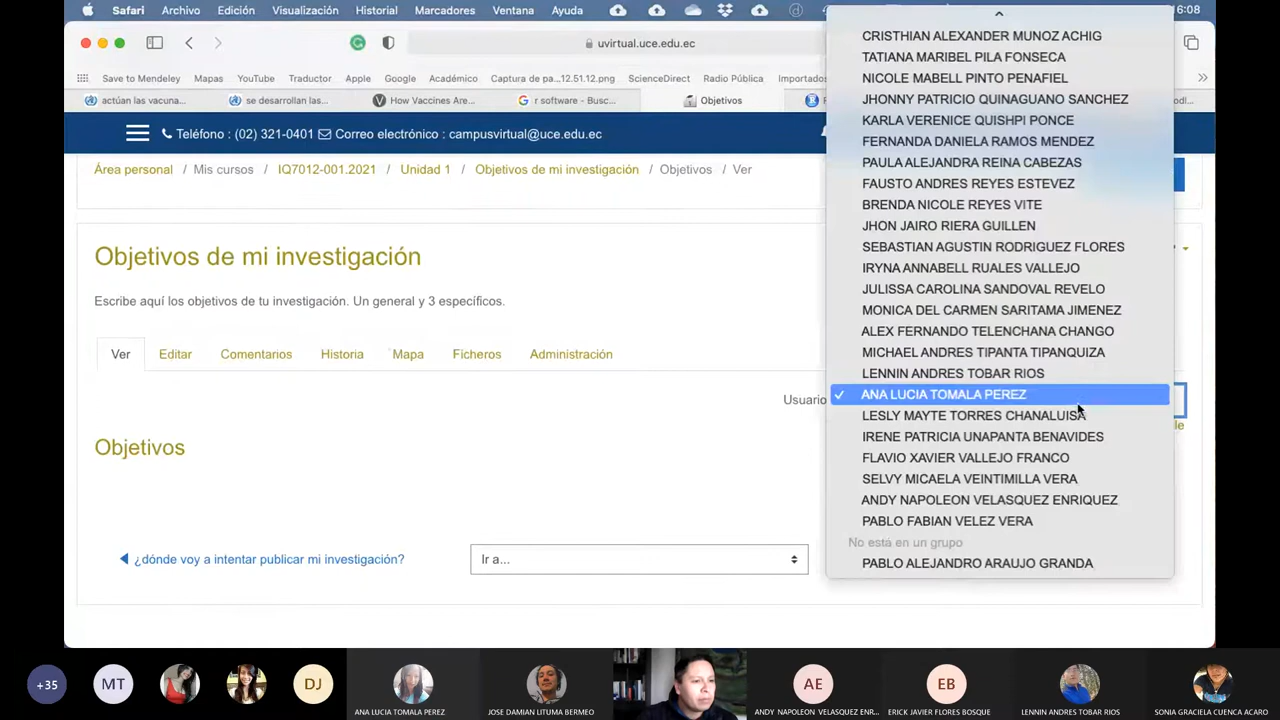 Safari Archivo Edición Visualización Historial Marcadores Ventana Ayuda
16:08
uvirtual.uce.edu.ec
Save to Mendeley Mapas YouTube Traductor Apple Google Académico Captura de pa...12.51.12.png ScienceDirect Radio Pública Importados
actúan las vacuna... se desarrollan las... How Vaccines Are... r software - Busc... Objetivos
Teléfono : (02) 321-0401 Correo electrónico : campusvirtual@uce.edu.ec
Área personal / Mis cursos / IQ7012-001.2021 / Unidad 1 / Objetivos de mi investigación / Objetivos / Ver
Objetivos de mi investigación
Escribe aquí los objetivos de tu investigación. Un general y 3 específicos.
Ver Editar Comentarios Historia Mapa Ficheros Administración
Usuario
Objetivos
¿dónde voy a intentar publicar mi investigación?
Ir a...
CRISTHIAN ALEXANDER MUNOZ ACHIG
TATIANA MARIBEL PILA FONSECA
NICOLE MABELL PINTO PENAFIEL
JHONNY PATRICIO QUINAGUANO SANCHEZ
KARLA VERENICE QUISHPI PONCE
FERNANDA DANIELA RAMOS MENDEZ
PAULA ALEJANDRA REINA CABEZAS
FAUSTO ANDRES REYES ESTEVEZ
BRENDA NICOLE REYES VITE
JHON JAIRO RIERA GUILLEN
SEBASTIAN AGUSTIN RODRIGUEZ FLORES
IRYNA ANNABELL RUALES VALLEJO
JULISSA CAROLINA SANDOVAL REVELO
MONICA DEL CARMEN SARITAMA JIMENEZ
ALEX FERNANDO TELENCHANA CHANGO
MICHAEL ANDRES TIPANTA TIPANQUIZA
LENNIN ANDRES TOBAR RIOS
✓ ANA LUCIA TOMALA PEREZ
LESLY MAYTE TORRES CHANALUISA
IRENE PATRICIA UNAPANTA BENAVIDES
FLAVIO XAVIER VALLEJO FRANCO
SELVY MICAELA VEINTIMILLA VERA
ANDY NAPOLEON VELASQUEZ ENRIQUEZ
PABLO FABIAN VELEZ VERA
No está en un grupo
PABLO ALEJANDRO ARAUJO GRANDA
+35 MT DJ AE EB
ANA LUCIA TOMALA PEREZ JOSE DAMIAN LITUMA BERMEO ANDY NAPOLEON VELASQUEZ ENR... ERICK JAVIER FLORES BOSQUE LENNIN ANDRES TOBAR RIOS SONIA GRACIELA CUENCA ACARO